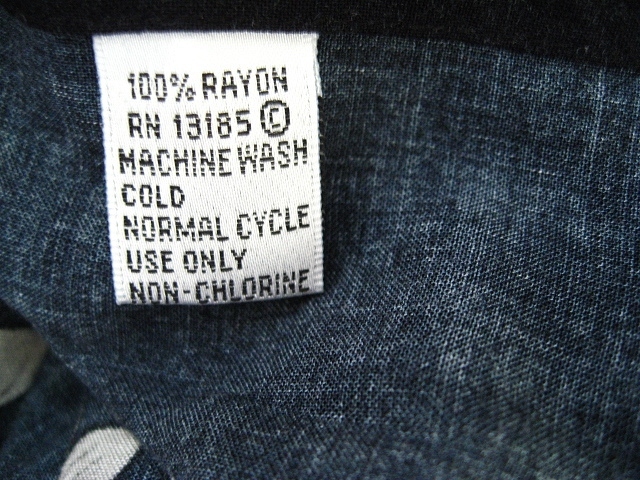 100% RAYON
RN 13185 ©
MACHINE WASH
COLD
NORMAL CYCLE
USE ONLY
NON-CHLORINE